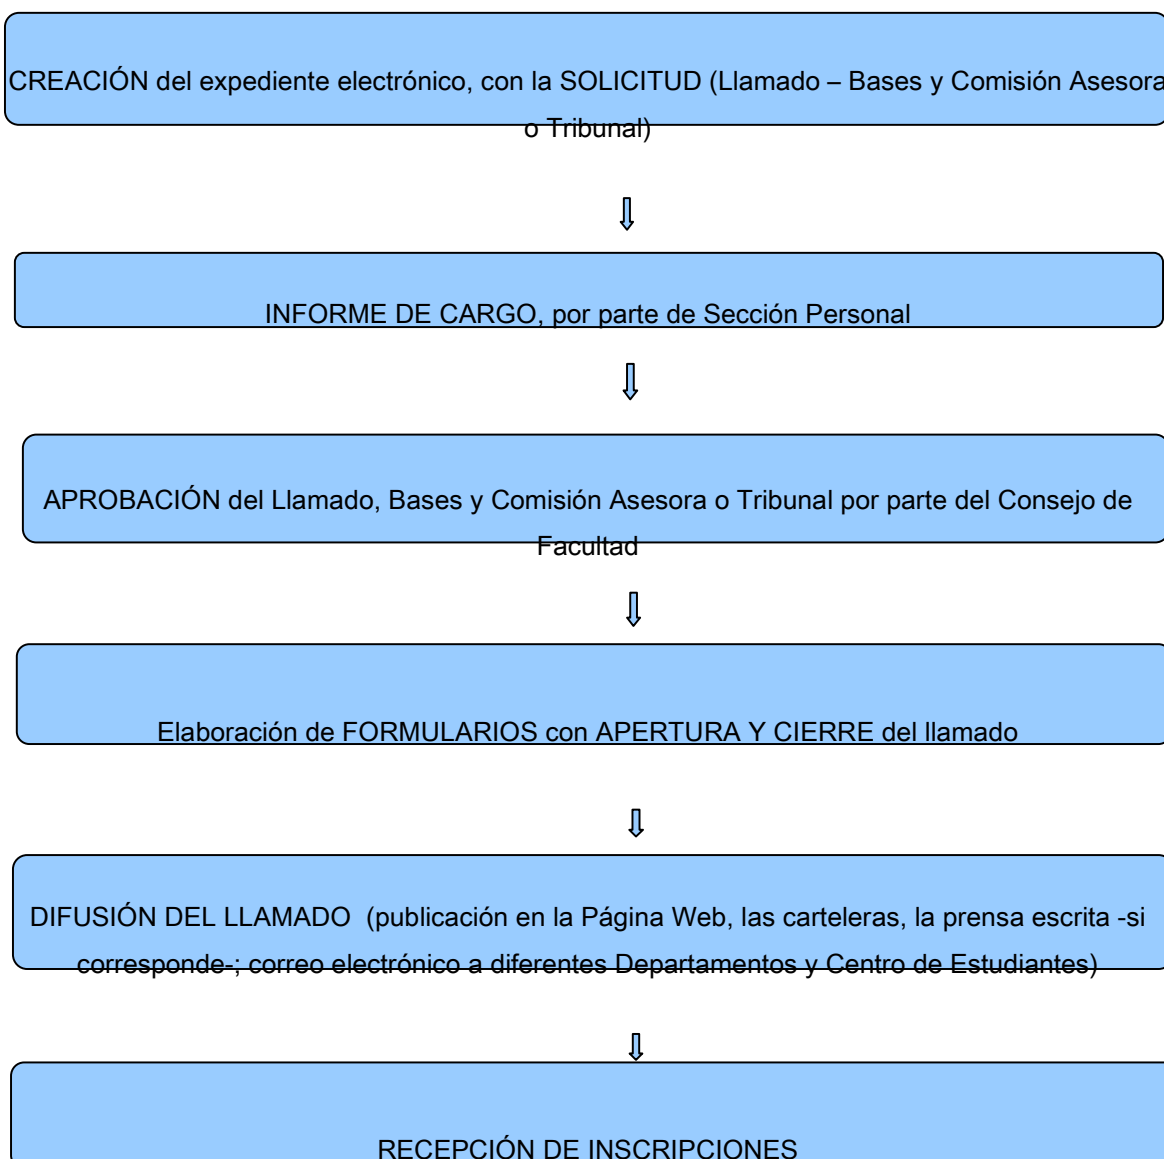 CREACIÓN del expediente electrónico, con la SOLICITUD (Llamado – Bases y Comisión Asesora
o Tribunal)
INFORME DE CARGO, por parte de Sección Personal
APROBACIÓN del Llamado, Bases y Comisión Asesora o Tribunal por parte del Consejo de
Facultad
Elaboración de FORMULARIOS con APERTURA Y CIERRE del llamado
DIFUSIÓN DEL LLAMADO (publicación en la Página Web, las carteleras, la prensa escrita -si
corresponde-; correo electrónico a diferentes Departamentos y Centro de Estudiantes)
RECEPCIÓN DE INSCRIPCIONES